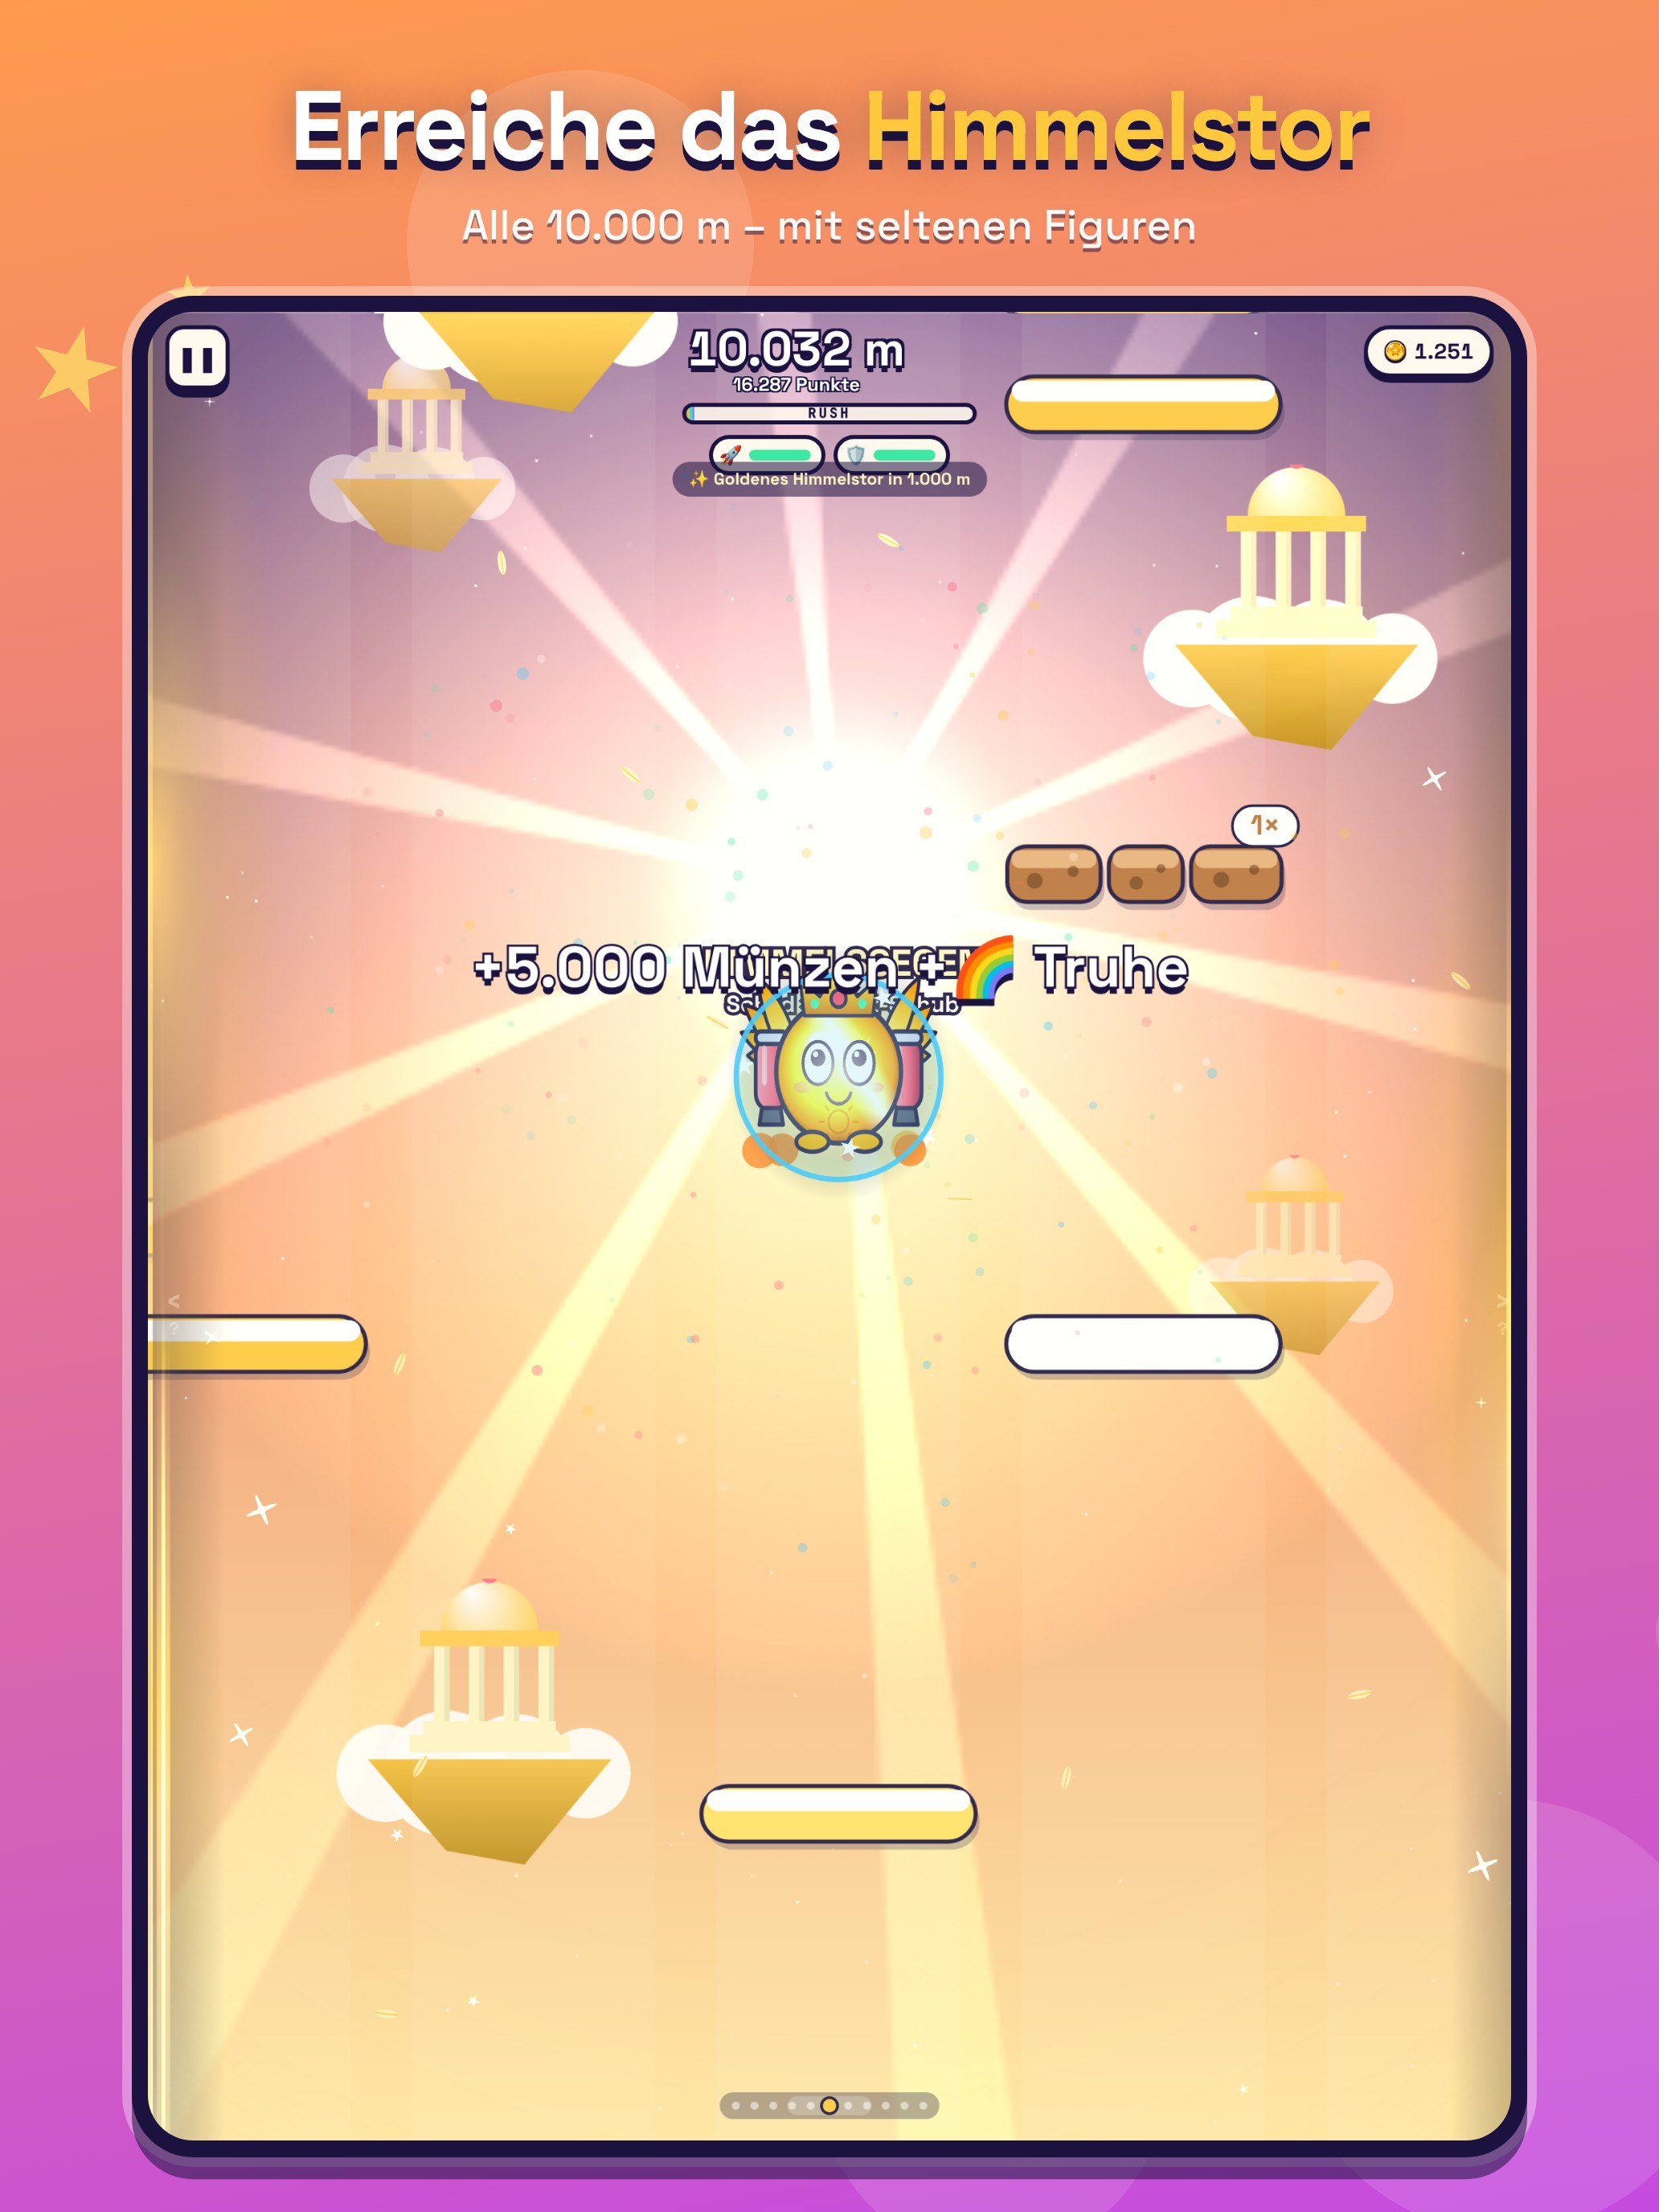 Erreiche das Himmelstor
Alle 10.000 m – mit seltenen Figuren
10.032 m
1.251
16.287 Punkte
RUSH
✨ Goldenes Himmelstor in 1.000 m
1×
+5.000 Münzen + 🌈 Truhe
<
?
>
?